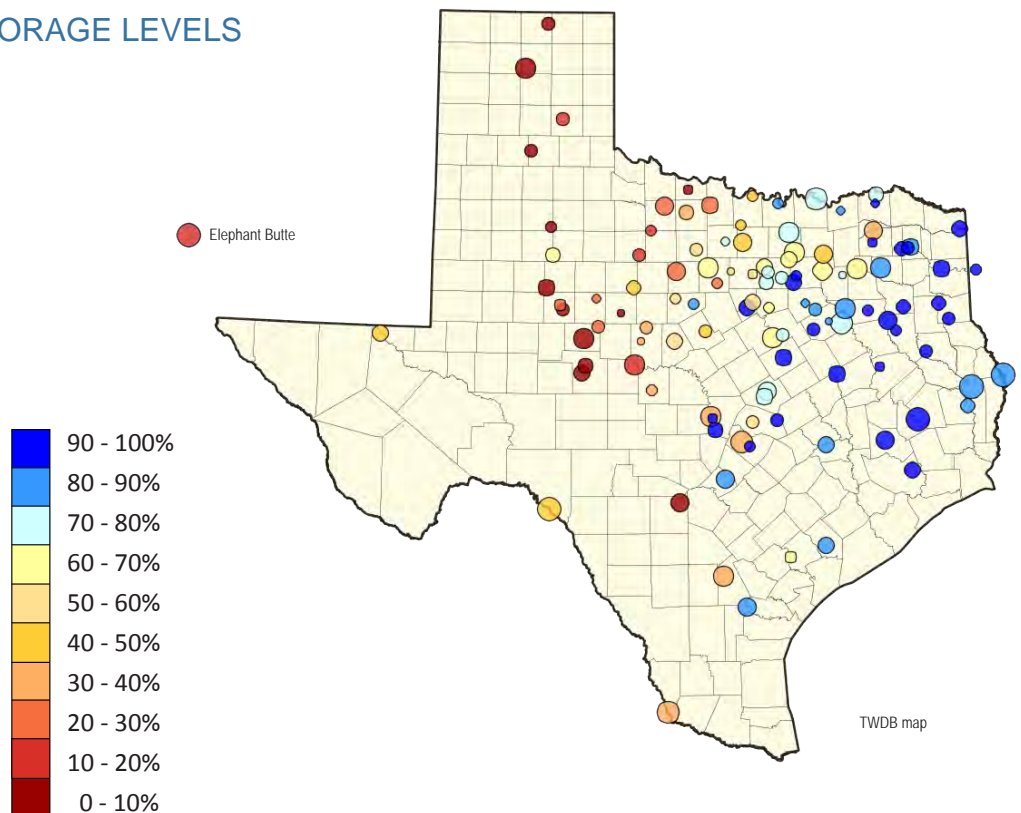 ORAGE LEVELS
Elephant Butte
90 - 100%
80 - 90%
70 - 80%
60 - 70%
50 - 60%
40 - 50%
30 - 40%
20 - 30%
10 - 20%
0 - 10%
TWDB map